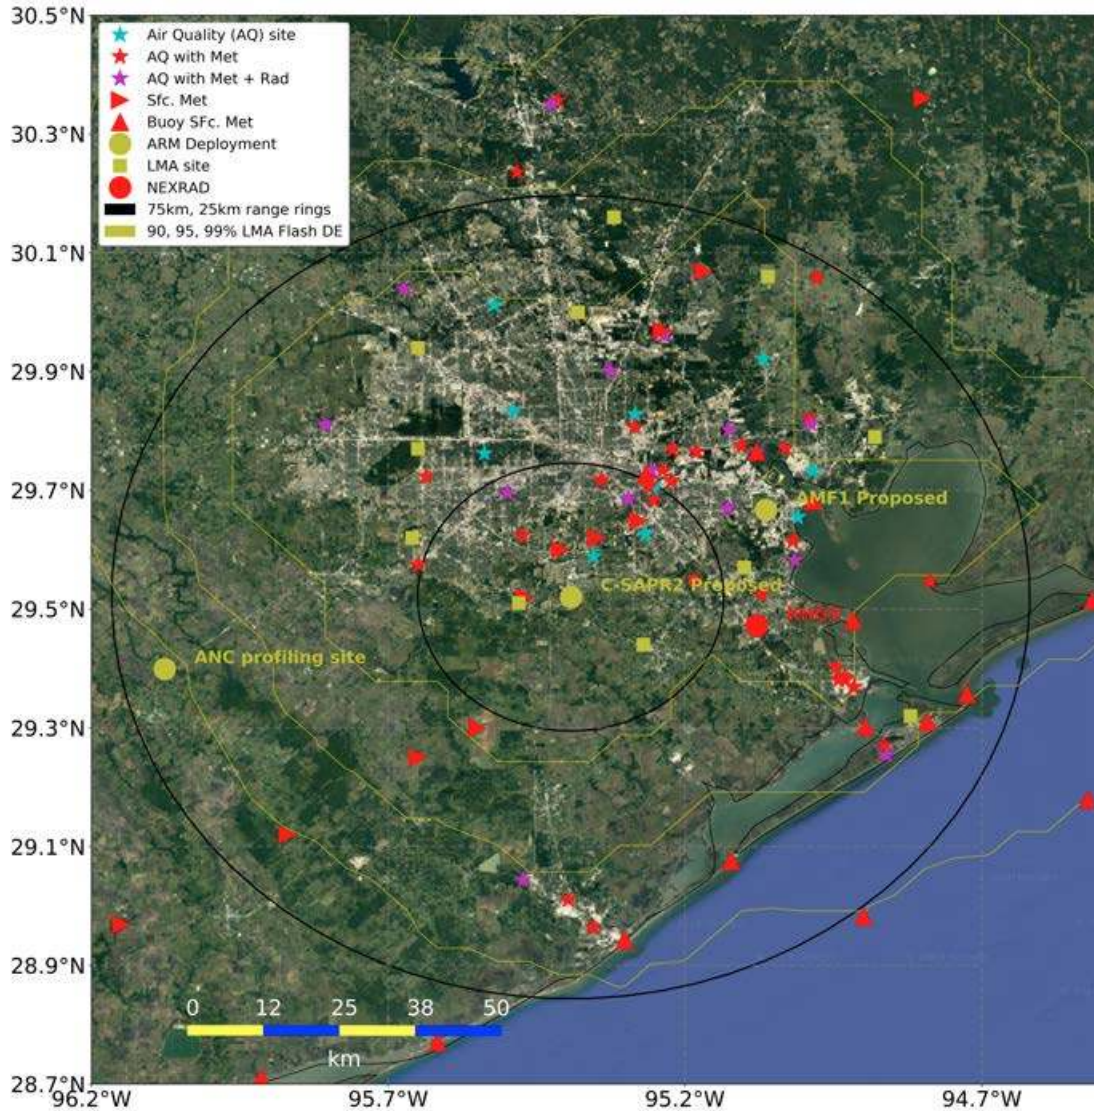 30.5°N
Air Quality (AQ) site
AQ with Met
AQ with Met + Rad
Sfc. Met
Buoy SFc. Met
ARM Deployment
LMA site
NEXRAD
75km, 25km range rings
90, 95, 99% LMA Flash DE
30.3°N
30.1°N
29.9°N
29.7°N
AMF1 Proposed
C-SAPR2 Proposed
29.5°N
ANC profiling site
29.3°N
29.1°N
28.9°N
0 12 25 38 50
km
28.7°N
96.2°W 95.7°W 95.2°W 94.7°W